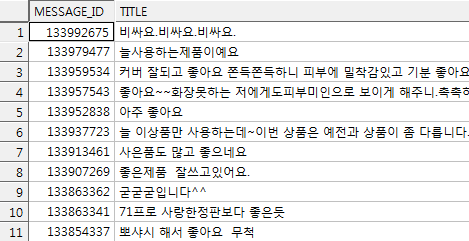 MESSAGE_ID TITLE
1 133992675 비싸요.비싸요.비싸요.
2 133979477 늘사용하는제품이예요
3 133959534 커버 잘되고 좋아요 쫀득쫀득하니 피부에 밀착감있고 기분 좋아요
4 133957543 좋아요~~화장못하는 저에게도피부미인으로 보이게 해주니.촉촉하
5 133952838 아주 좋아요
6 133937723 늘 이상품만 사용하는데~이번 상품은 예전과 상품이 좀 다릅니다.
7 133913461 사은품도 많고 좋으네요
8 133907269 좋은제품 잘쓰고있어요.
9 133863362 굳굳굳입니다^^
10 133863341 71프로 사랑한정판보다 좋은듯
11 133854337 뽀샤시 해서 좋아요 무척